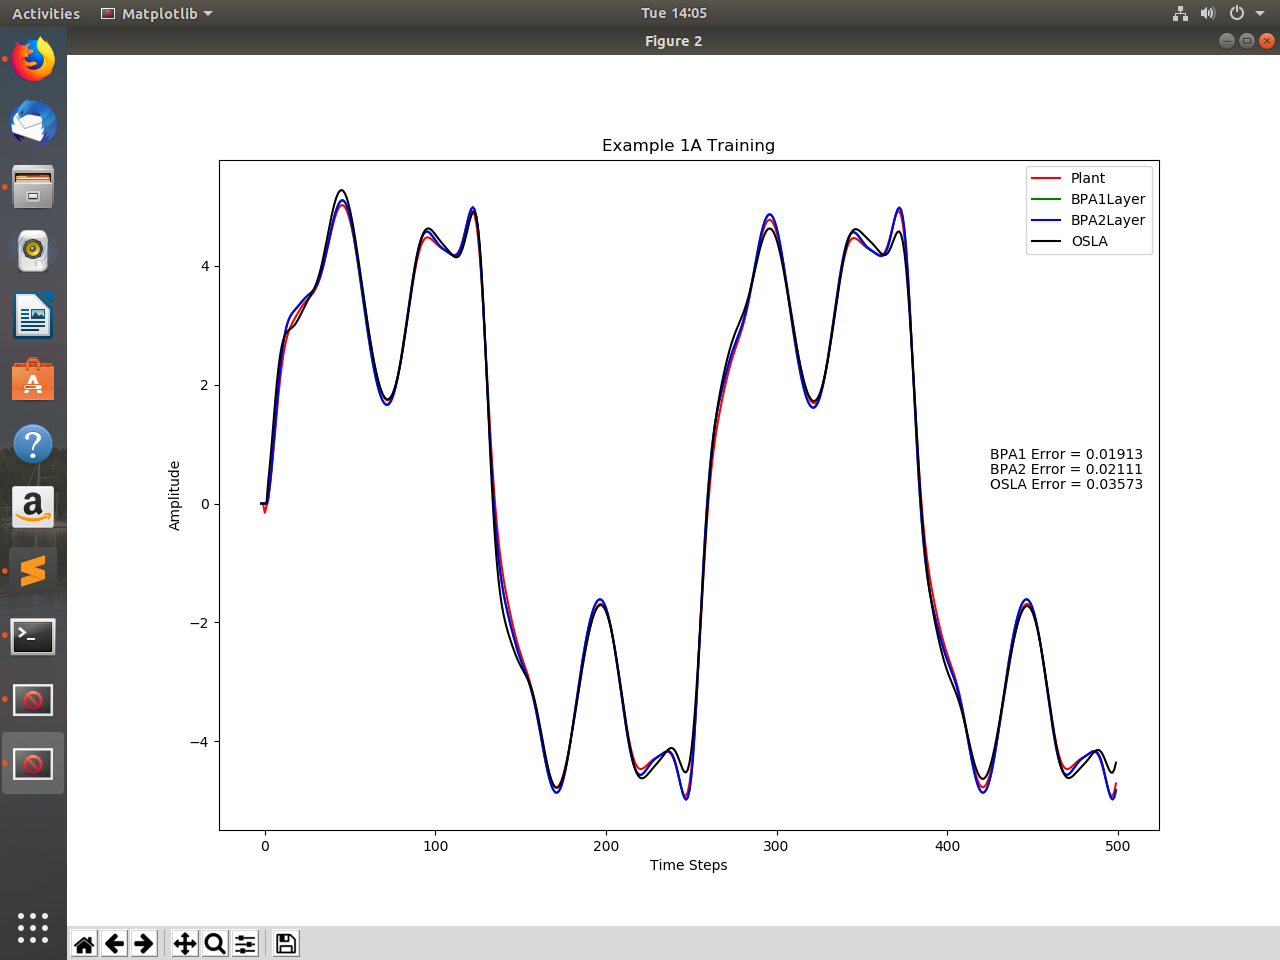 Activities
Matplotlib
Tue 14:05
Figure 2
Example 1A Training
Plant
BPA1Layer
BPA2Layer
OSLA
4
2
0
−2
−4
Amplitude
BPA1 Error = 0.01913
BPA2 Error = 0.02111
OSLA Error = 0.03573
0
100
200
300
400
500
Time Steps